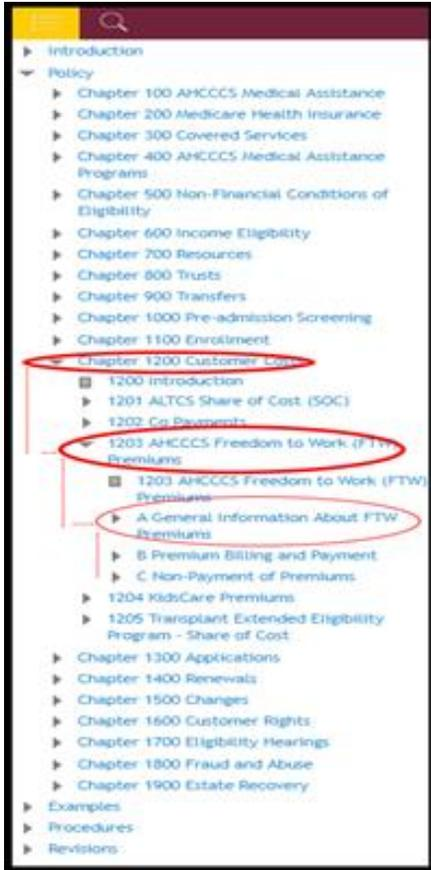 Introduction
Policy
Chapter 100 AHCCCS Medical Assistance
Chapter 200 Medicare Health Insurance
Chapter 300 Covered Services
Chapter 400 AHCCCS Medical Assistance
Programs
Chapter 500 Non-Financial Conditions of
Eligibility
Chapter 600 Income Eligibility
Chapter 700 Resources
Chapter 800 Trusts
Chapter 900 Transfers
Chapter 1000 Pre-admission Screening
Chapter 1100 Enrollment
Chapter 1200 Customer Costs
1200 Introduction
1201 ALTCS Share of Cost (SOC)
1202 Co Payments
1203 AHCCCS Freedom to Work (FTW)
Premiums
1203 AHCCCS Freedom to Work (FTW)
Premiums
A General Information About FTW
Premiums
B Premium Billing and Payment
C Non-Payment of Premiums
1204 KidsCare Premiums
1205 Transplant Extended Eligibility
Program - Share of Cost
Chapter 1300 Applications
Chapter 1400 Renewals
Chapter 1500 Changes
Chapter 1600 Customer Rights
Chapter 1700 Eligibility Hearings
Chapter 1800 Fraud and Abuse
Chapter 1900 Estate Recovery
Examples
Procedures
Revisions